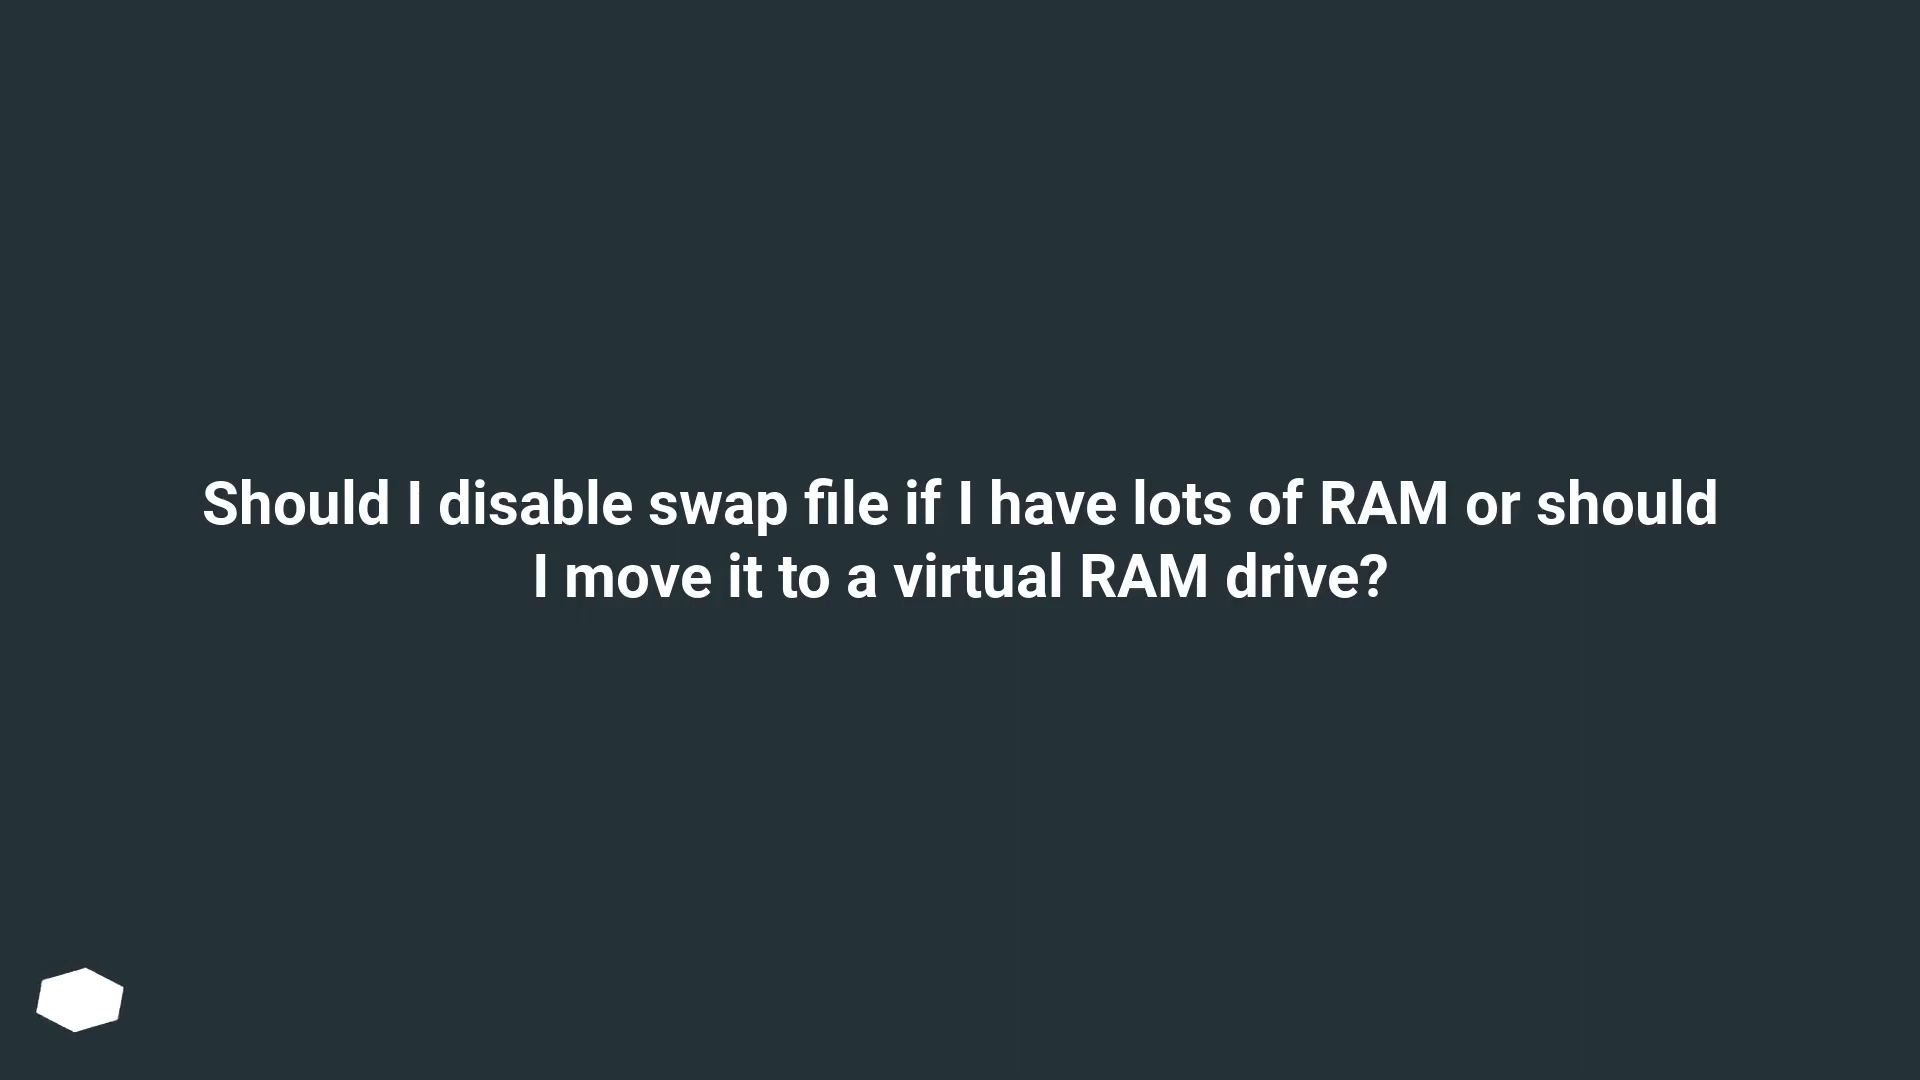 Should I disable swap file if I have lots of RAM or should
I move it to a virtual RAM drive?